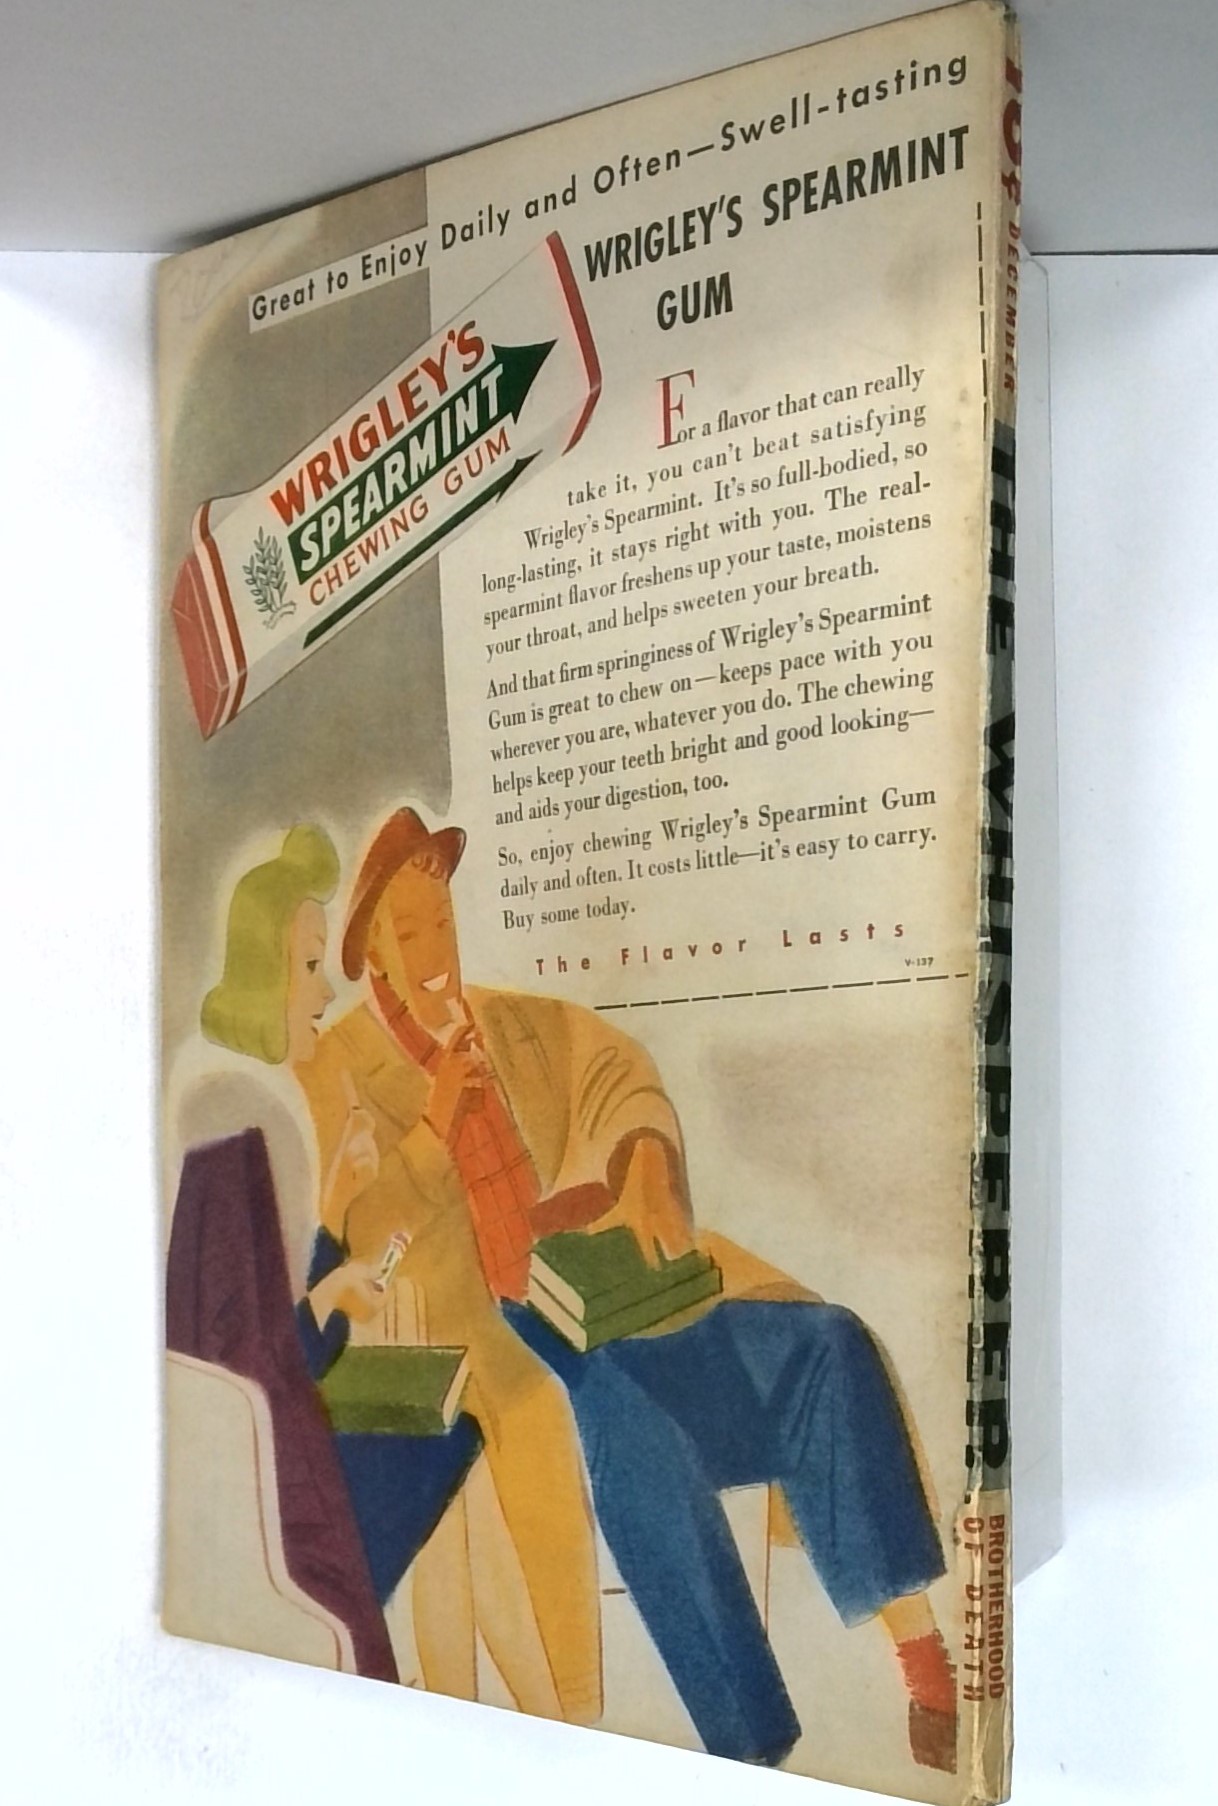 Great to Enjoy Daily and Often—Swell-tasting
WRIGLEY'S SPEARMINT
GUM
WRIGLEY'S
SPEARMINT
CHEWING GUM
For a flavor that can really
take it, you can't beat satisfying
Wrigley's Spearmint. It's so full-bodied, so
long-lasting, it stays right with you. The real-
spearmint flavor freshens up your taste, moistens
your throat, and helps sweeten your breath.
And that firm springiness of Wrigley's Spearmint
Gum is great to chew on—keeps pace with you
wherever you are, whatever you do. The chewing
helps keep your teeth bright and good looking—
and aids your digestion, too.
So, enjoy chewing Wrigley's Spearmint Gum
daily and often. It costs little—it's easy to carry.
Buy some today.
The Flavor Lasts
V-137
10¢
DECEMBER
THE WHISPERER
BROTHERHOOD
OF DEATH